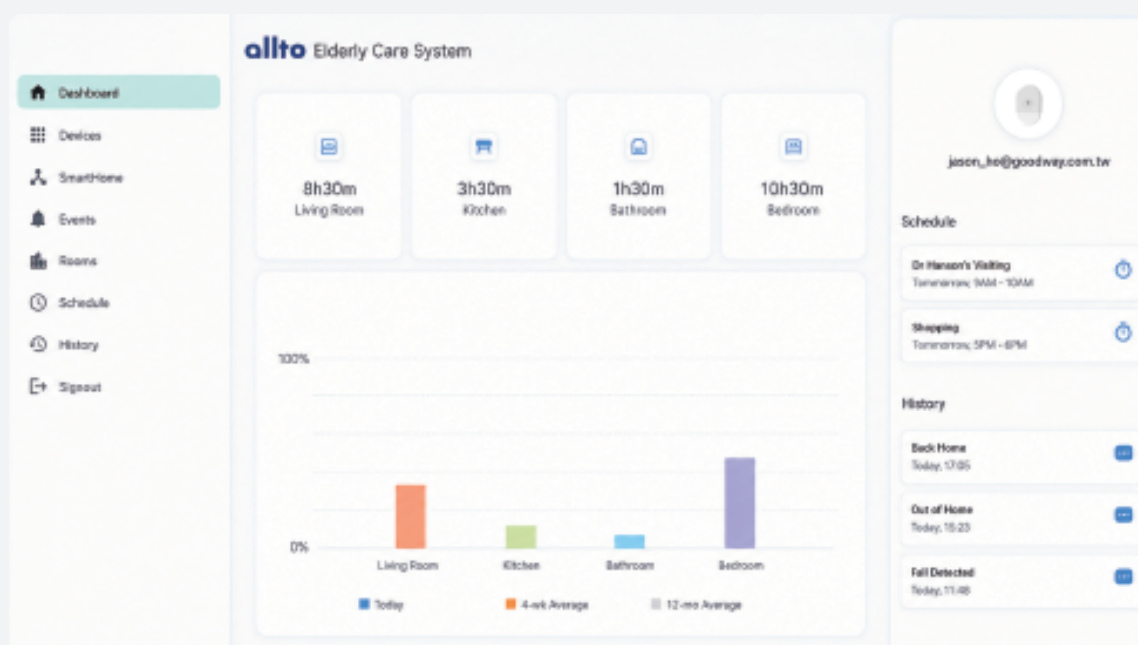 allto Elderly Care System
Dashboard
Devices
SmartHome
Events
Rooms
Schedule
History
Signout
8h30m
Living Room
3h30m
Kitchen
1h30m
Bathroom
10h30m
Bedroom
100%
0%
Living Room
Kitchen
Bathroom
Bedroom
Today
4-wk Average
12-mo Average
jason_ho@goodway.com.tw
Schedule
Dr Hanson's Visiting
Tommorrow, 9AM - 10AM
Shopping
Tommorrow, 5PM - 6PM
History
Back Home
Today, 17:05
Out of Home
Today, 15:23
Fall Detected
Today, 11:48